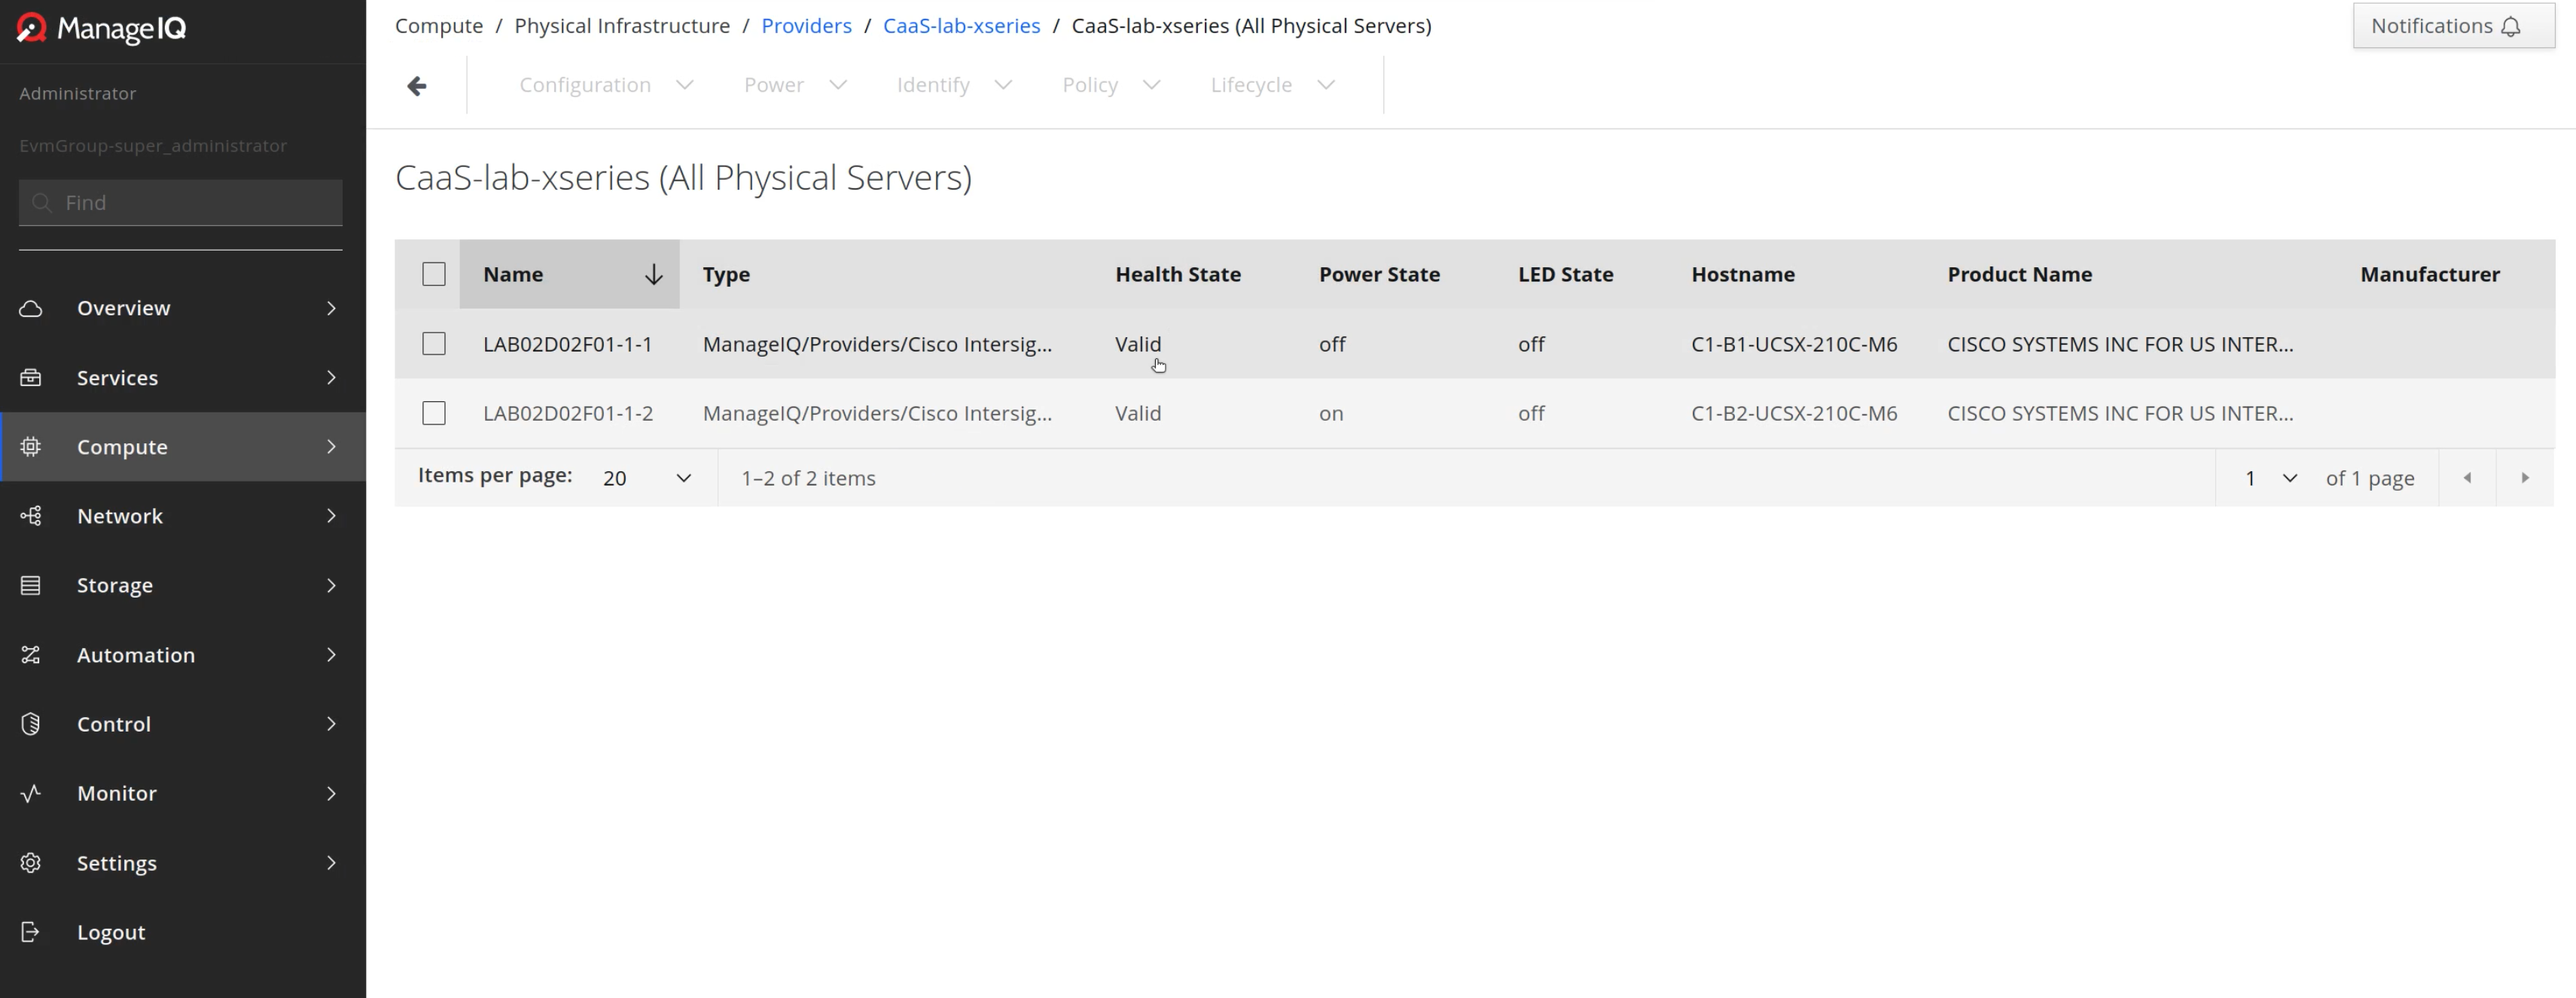 ManageIQ
Administrator
EvmGroup-super_administrator
Find
Overview
Services
Compute
Network
Storage
Automation
Control
Monitor
Settings
Logout
Compute / Physical Infrastructure / Providers / CaaS-lab-xseries / CaaS-lab-xseries (All Physical Servers)
Notifications
Configuration Power Identify Policy Lifecycle
CaaS-lab-xseries (All Physical Servers)
Name Type Health State Power State LED State Hostname Product Name Manufacturer
LAB02D02F01-1-1 ManageIQ/Providers/Cisco Intersig... Valid off off C1-B1-UCSX-210C-M6 CISCO SYSTEMS INC FOR US INTER...
LAB02D02F01-1-2 ManageIQ/Providers/Cisco Intersig... Valid on off C1-B2-UCSX-210C-M6 CISCO SYSTEMS INC FOR US INTER...
Items per page: 20 1–2 of 2 items 1 of 1 page